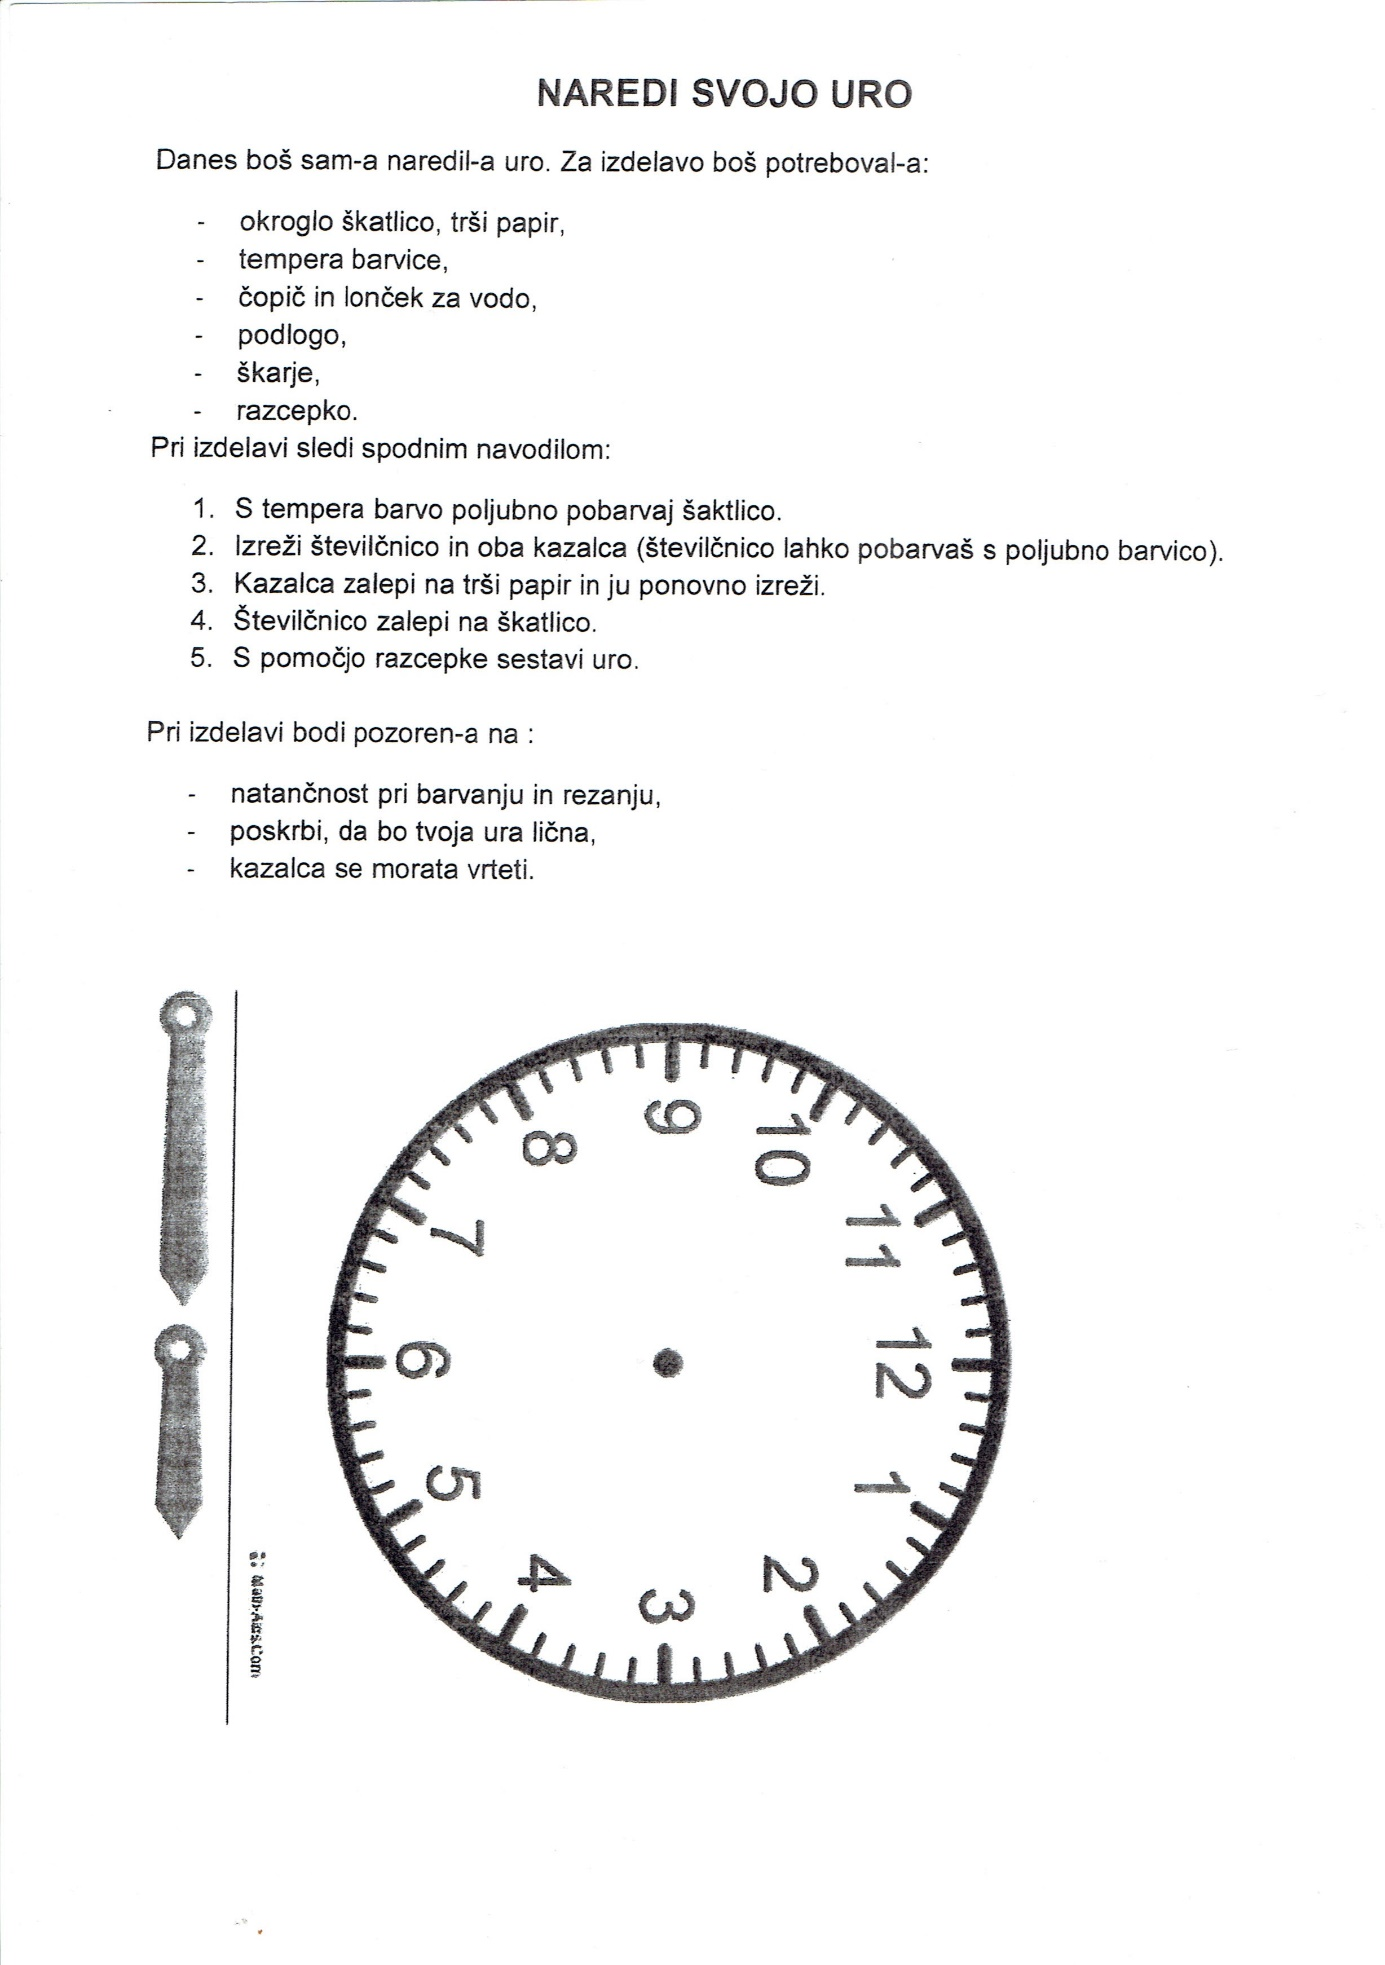 NAREDI SVOJO URO
Danes boš sam-a naredil-a uro. Za izdelavo boš potreboval-a:
- okroglo škatlico, trši papir,
- tempera barvice,
- čopič in lonček za vodo,
- podlogo,
- škarje,
- razcepko.
Pri izdelavi sledi spodnim navodilom:
1. S tempera barvo poljubno pobarvaj šaktlico.
2. Izreži številčnico in oba kazalca (številčnico lahko pobarvaš s poljubno barvico).
3. Kazalca zalepi na trši papir in ju ponovno izreži.
4. Številčnico zalepi na škatlico.
5. S pomočjo razcepke sestavi uro.
Pri izdelavi bodi pozoren-a na :
- natančnost pri barvanju in rezanju,
- poskrbi, da bo tvoja ura lična,
- kazalca se morata vrteti.
12
1
2
3
4
5
6
7
8
9
10
11
Math-Aids.Com